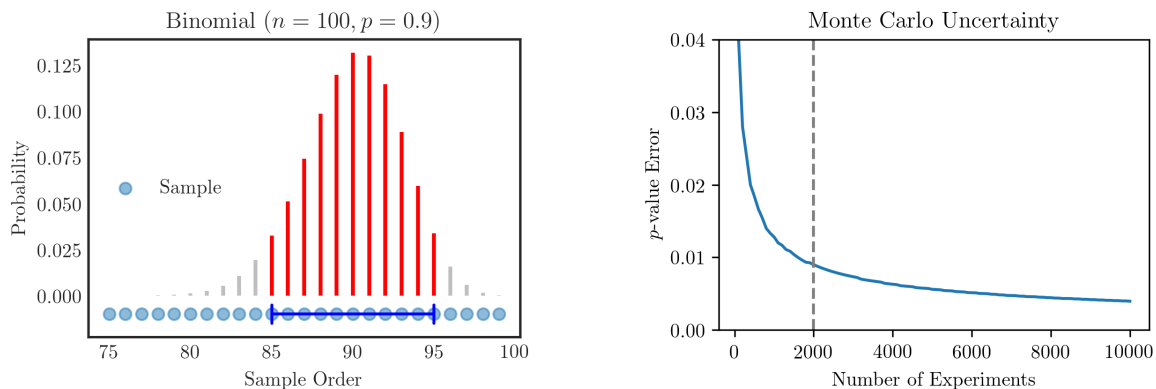 Binomial (n = 100, p = 0.9)
0.125
0.100
0.075
0.050
0.025
0.000
Probability
Sample
75 80 85 90 95 100
Sample Order
Monte Carlo Uncertainty
0.04
0.03
0.02
0.01
0.00
p-value Error
0 2000 4000 6000 8000 10000
Number of Experiments